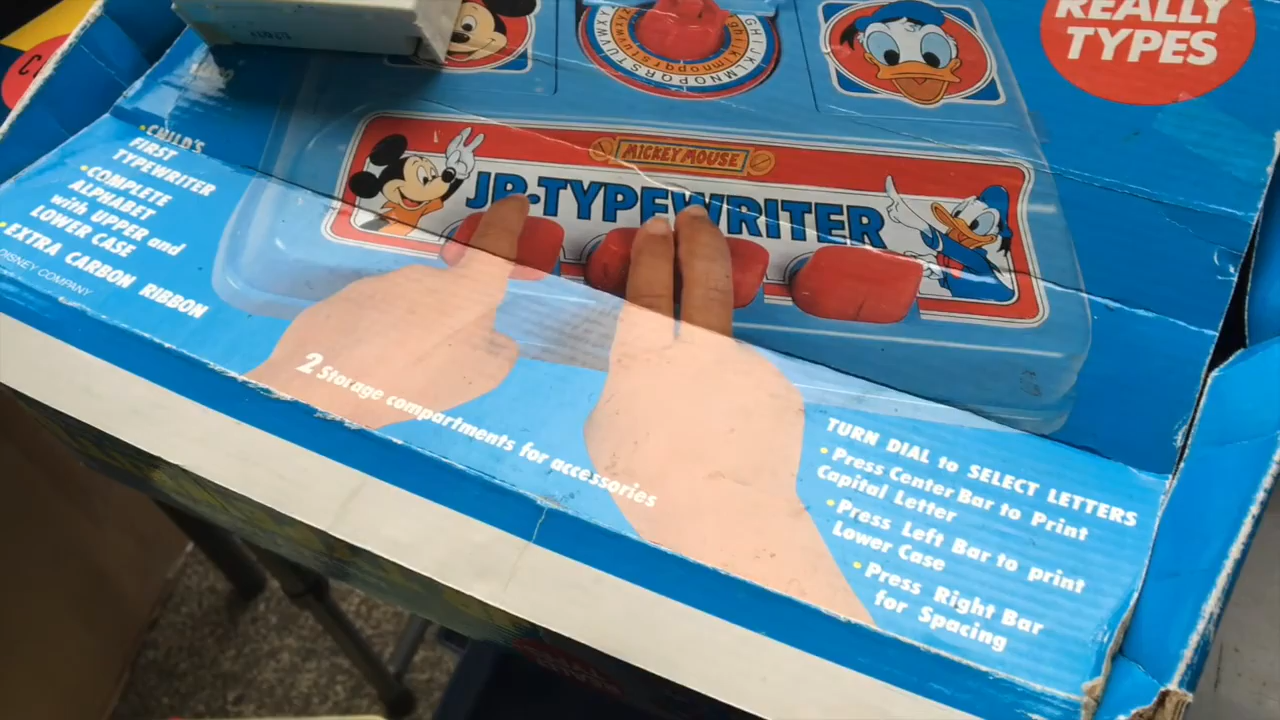 REALLY
TYPES
MICKEY MOUSE
JR·TYPEWRITER
• CHILD'S
FIRST
TYPEWRITER
• COMPLETE
ALPHABET
with UPPER and
LOWER CASE
• EXTRA CARBON RIBBON
DISNEY COMPANY
2 Storage compartments for accessories
TURN DIAL to SELECT LETTERS
• Press Center Bar to Print
Capital Letter
• Press Left Bar to print
Lower Case
• Press Right Bar
for Spacing